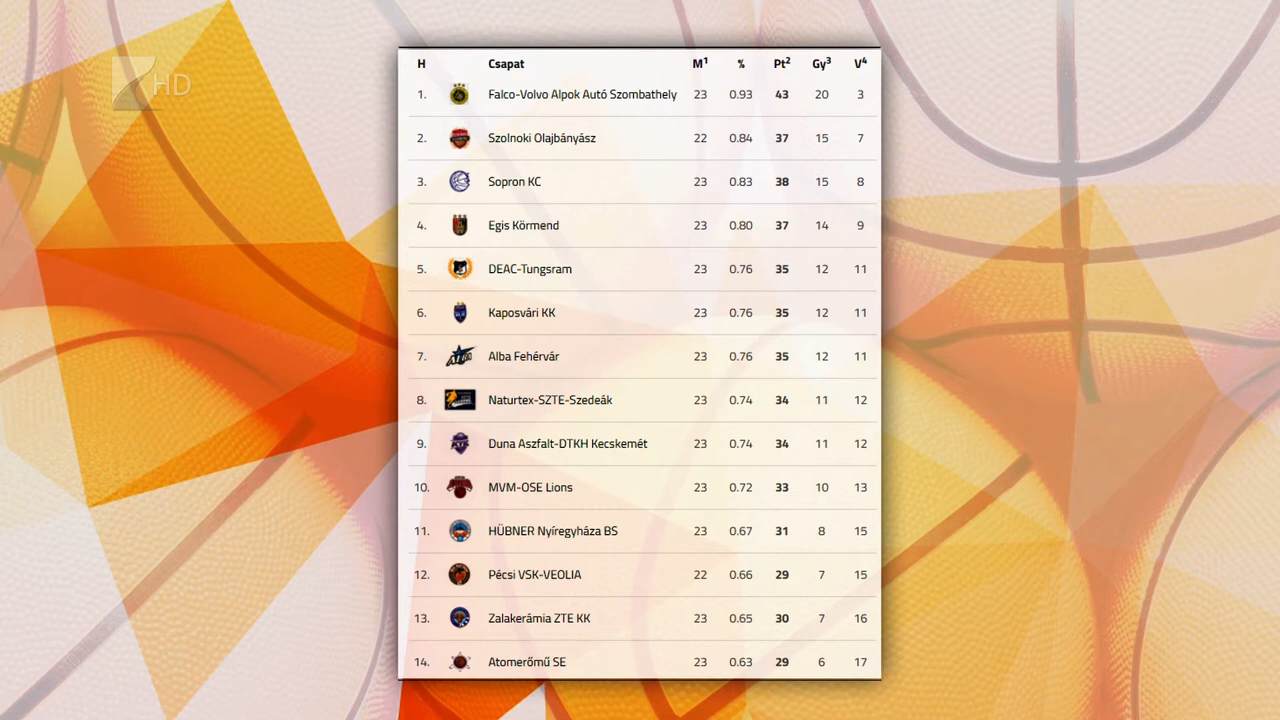 HD
H Csapat M¹ % Pt² Gy³ V⁴
1. Falco-Volvo Alpok Autó Szombathely 23 0.93 43 20 3
2. Szolnoki Olajbányász 22 0.84 37 15 7
3. Sopron KC 23 0.83 38 15 8
4. Egis Körmend 23 0.80 37 14 9
5. DEAC-Tungsram 23 0.76 35 12 11
6. Kaposvári KK 23 0.76 35 12 11
7. Alba Fehérvár 23 0.76 35 12 11
8. Naturtex-SZTE-Szedeák 23 0.74 34 11 12
9. Duna Aszfalt-DTKH Kecskemét 23 0.74 34 11 12
10. MVM-OSE Lions 23 0.72 33 10 13
11. HÜBNER Nyíregyháza BS 23 0.67 31 8 15
12. Pécsi VSK-VEOLIA 22 0.66 29 7 15
13. Zalakerámia ZTE KK 23 0.65 30 7 16
14. Atomerőmű SE 23 0.63 29 6 17